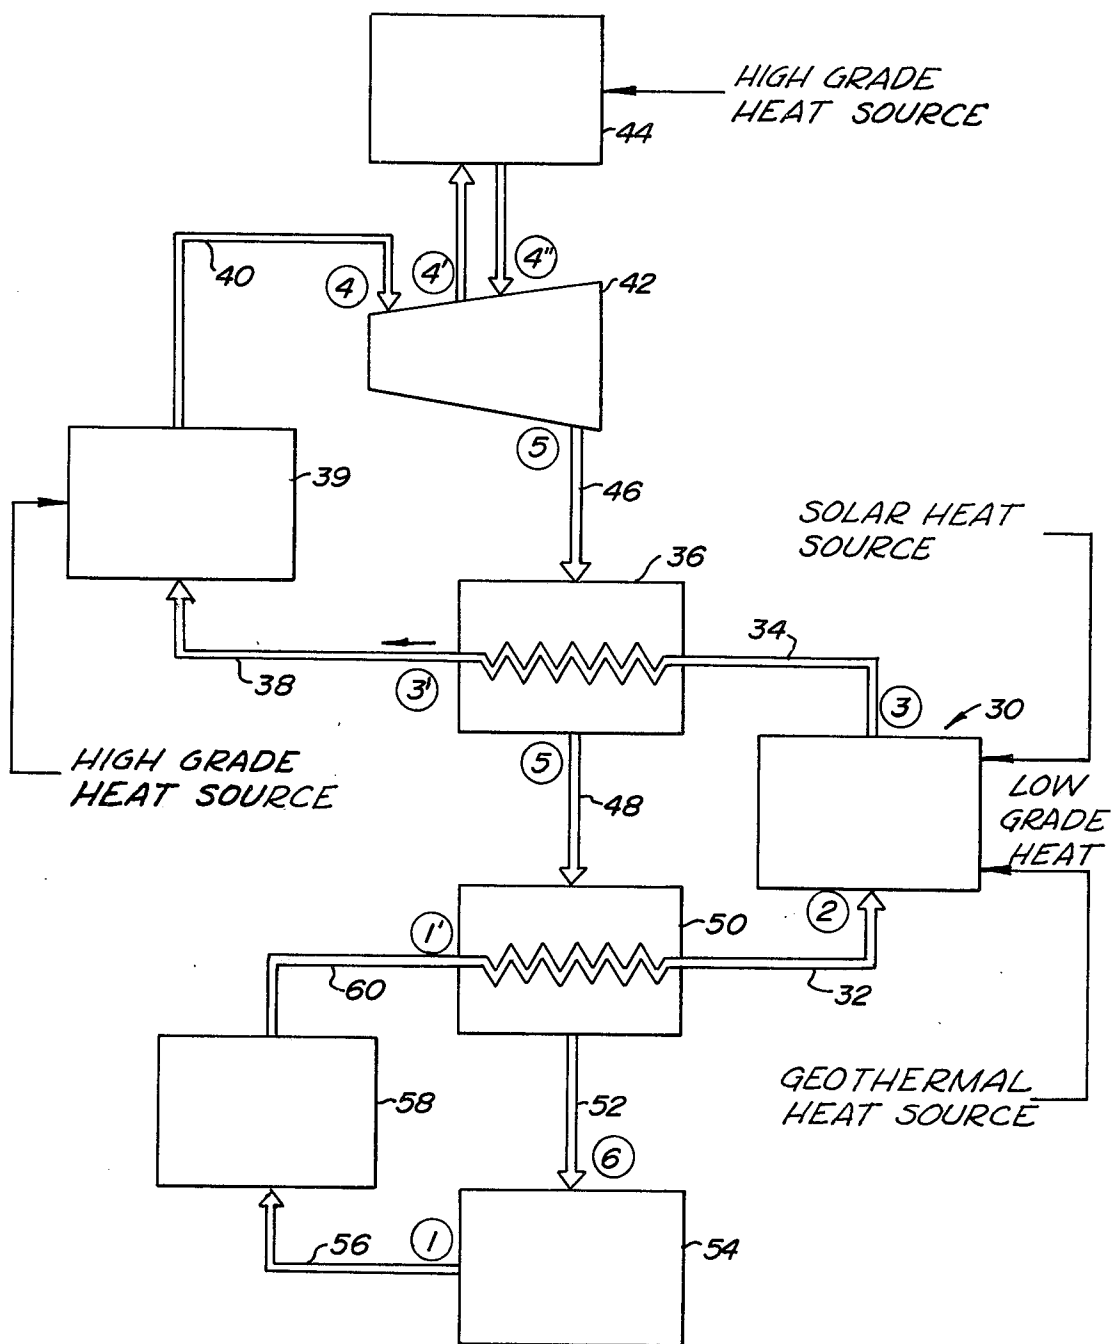 HIGH GRADE
HEAT SOURCE
44
40
4
4'
4"
42
5
46
39
SOLAR HEAT
SOURCE
36
34
38
3'
3
30
HIGH GRADE
HEAT SOURCE
5
48
LOW
GRADE
HEAT
2
50
1'
60
32
GEOTHERMAL
HEAT SOURCE
58
52
6
1
56
54